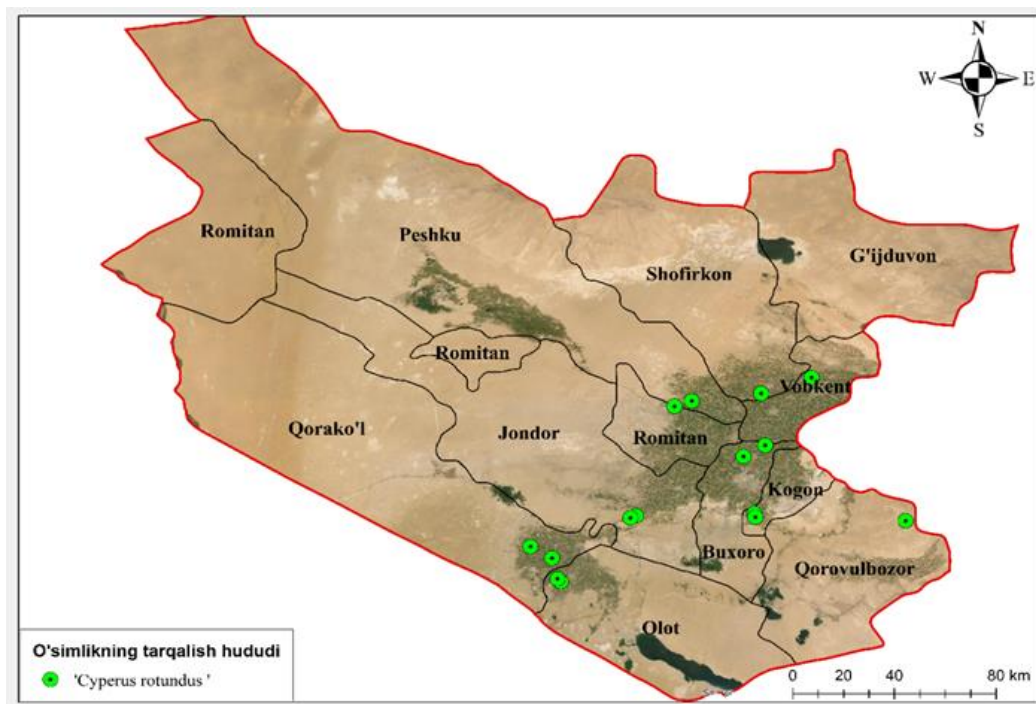 N
W E
S
Romitan
Peshku
G'ijduvon
Shofirkon
Romitan
Vobkent
Qorako'l
Jondor
Romitan
Kogon
Buxoro
Qorovulbozor
Olot
O'simlikning tarqalish hududi
'Cyperus rotundus '
0 20 40 80 km